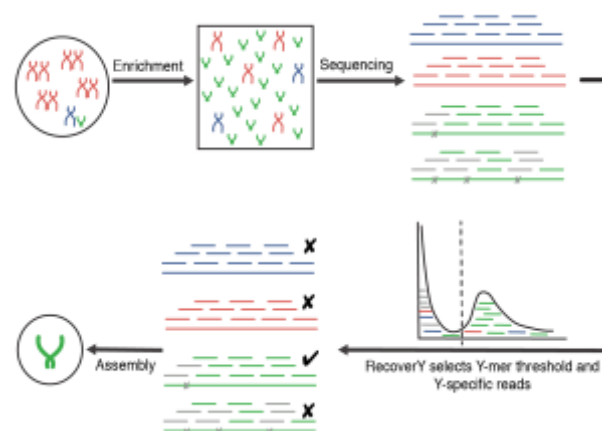 Enrichment
Sequencing
RecoverY selects Y-mer threshold and
Y-specific reads
Assembly